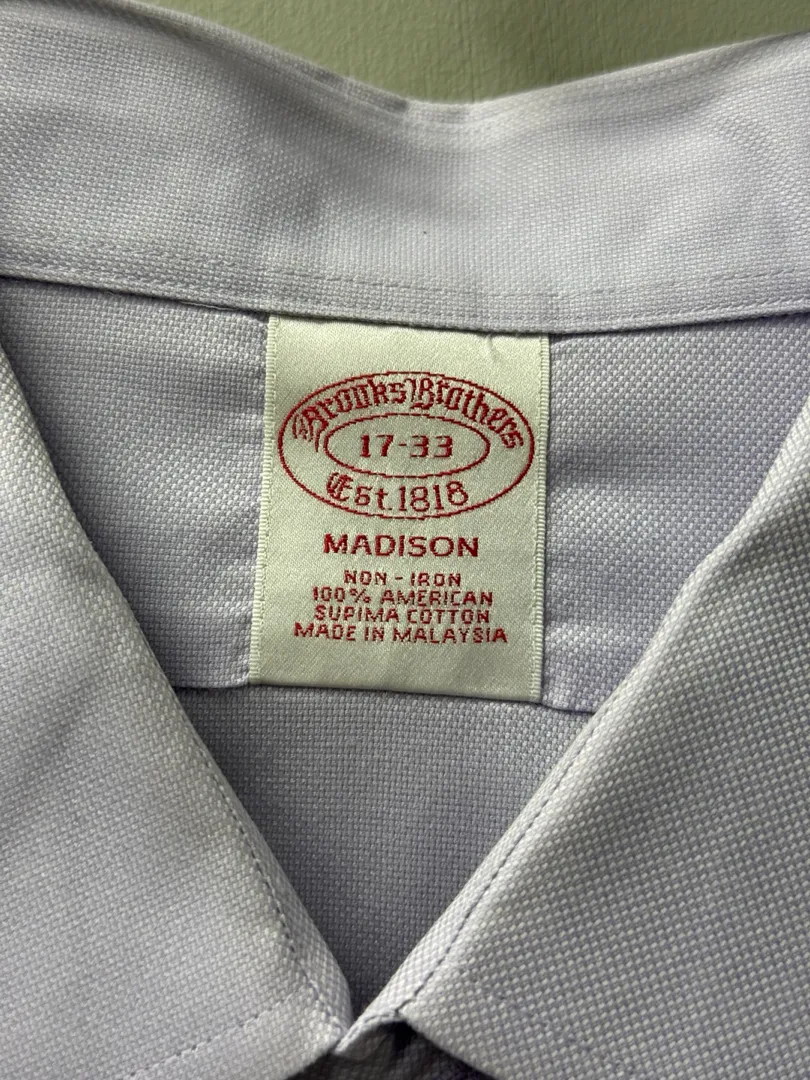 Brooks Brothers
17-33
Est. 1818
MADISON
NON - IRON
100% AMERICAN
SUPIMA COTTON
MADE IN MALAYSIA